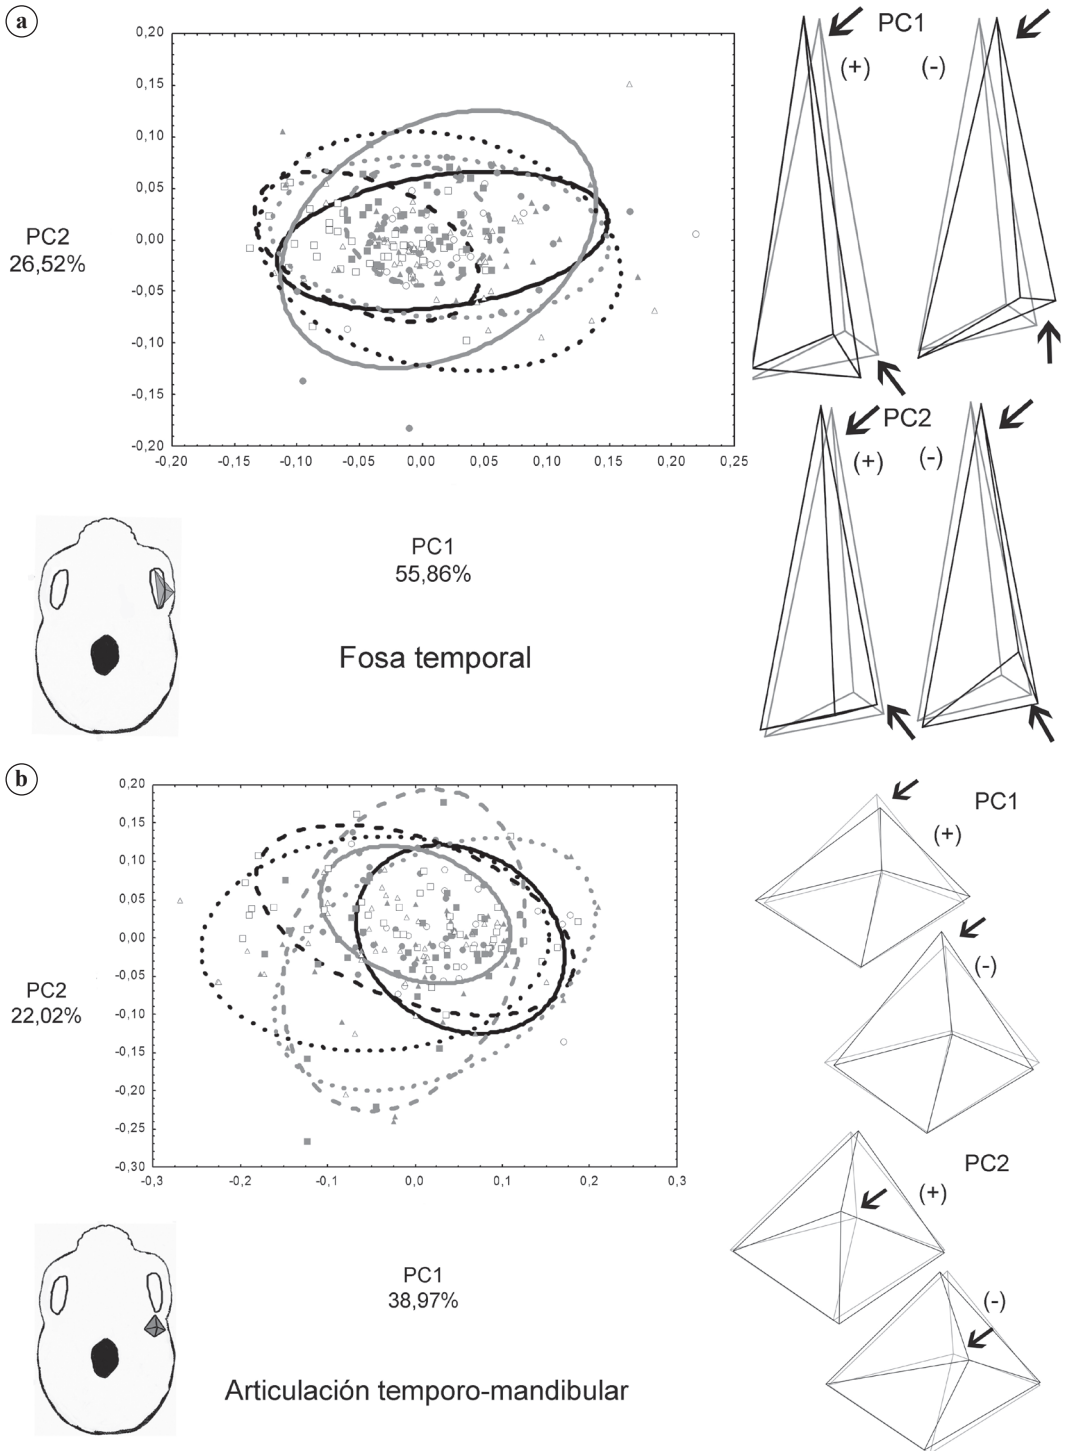 a
PC2
26,52%
0,20
0,15
0,10
0,05
0,00
-0,05
-0,10
-0,15
-0,20
-0,20 -0,15 -0,10 -0,05 0,00 0,05 0,10 0,15 0,20 0,25
PC1
55,86%
Fosa temporal
PC1
(+) (-)
PC2
(+) (-)
b
PC2
22,02%
0,20
0,15
0,10
0,05
0,00
-0,05
-0,10
-0,15
-0,20
-0,25
-0,30
-0,3 -0,2 -0,1 0,0 0,1 0,2 0,3
PC1
38,97%
Articulación temporo-mandibular
PC1
(+)
(-)
PC2
(+)
(-)